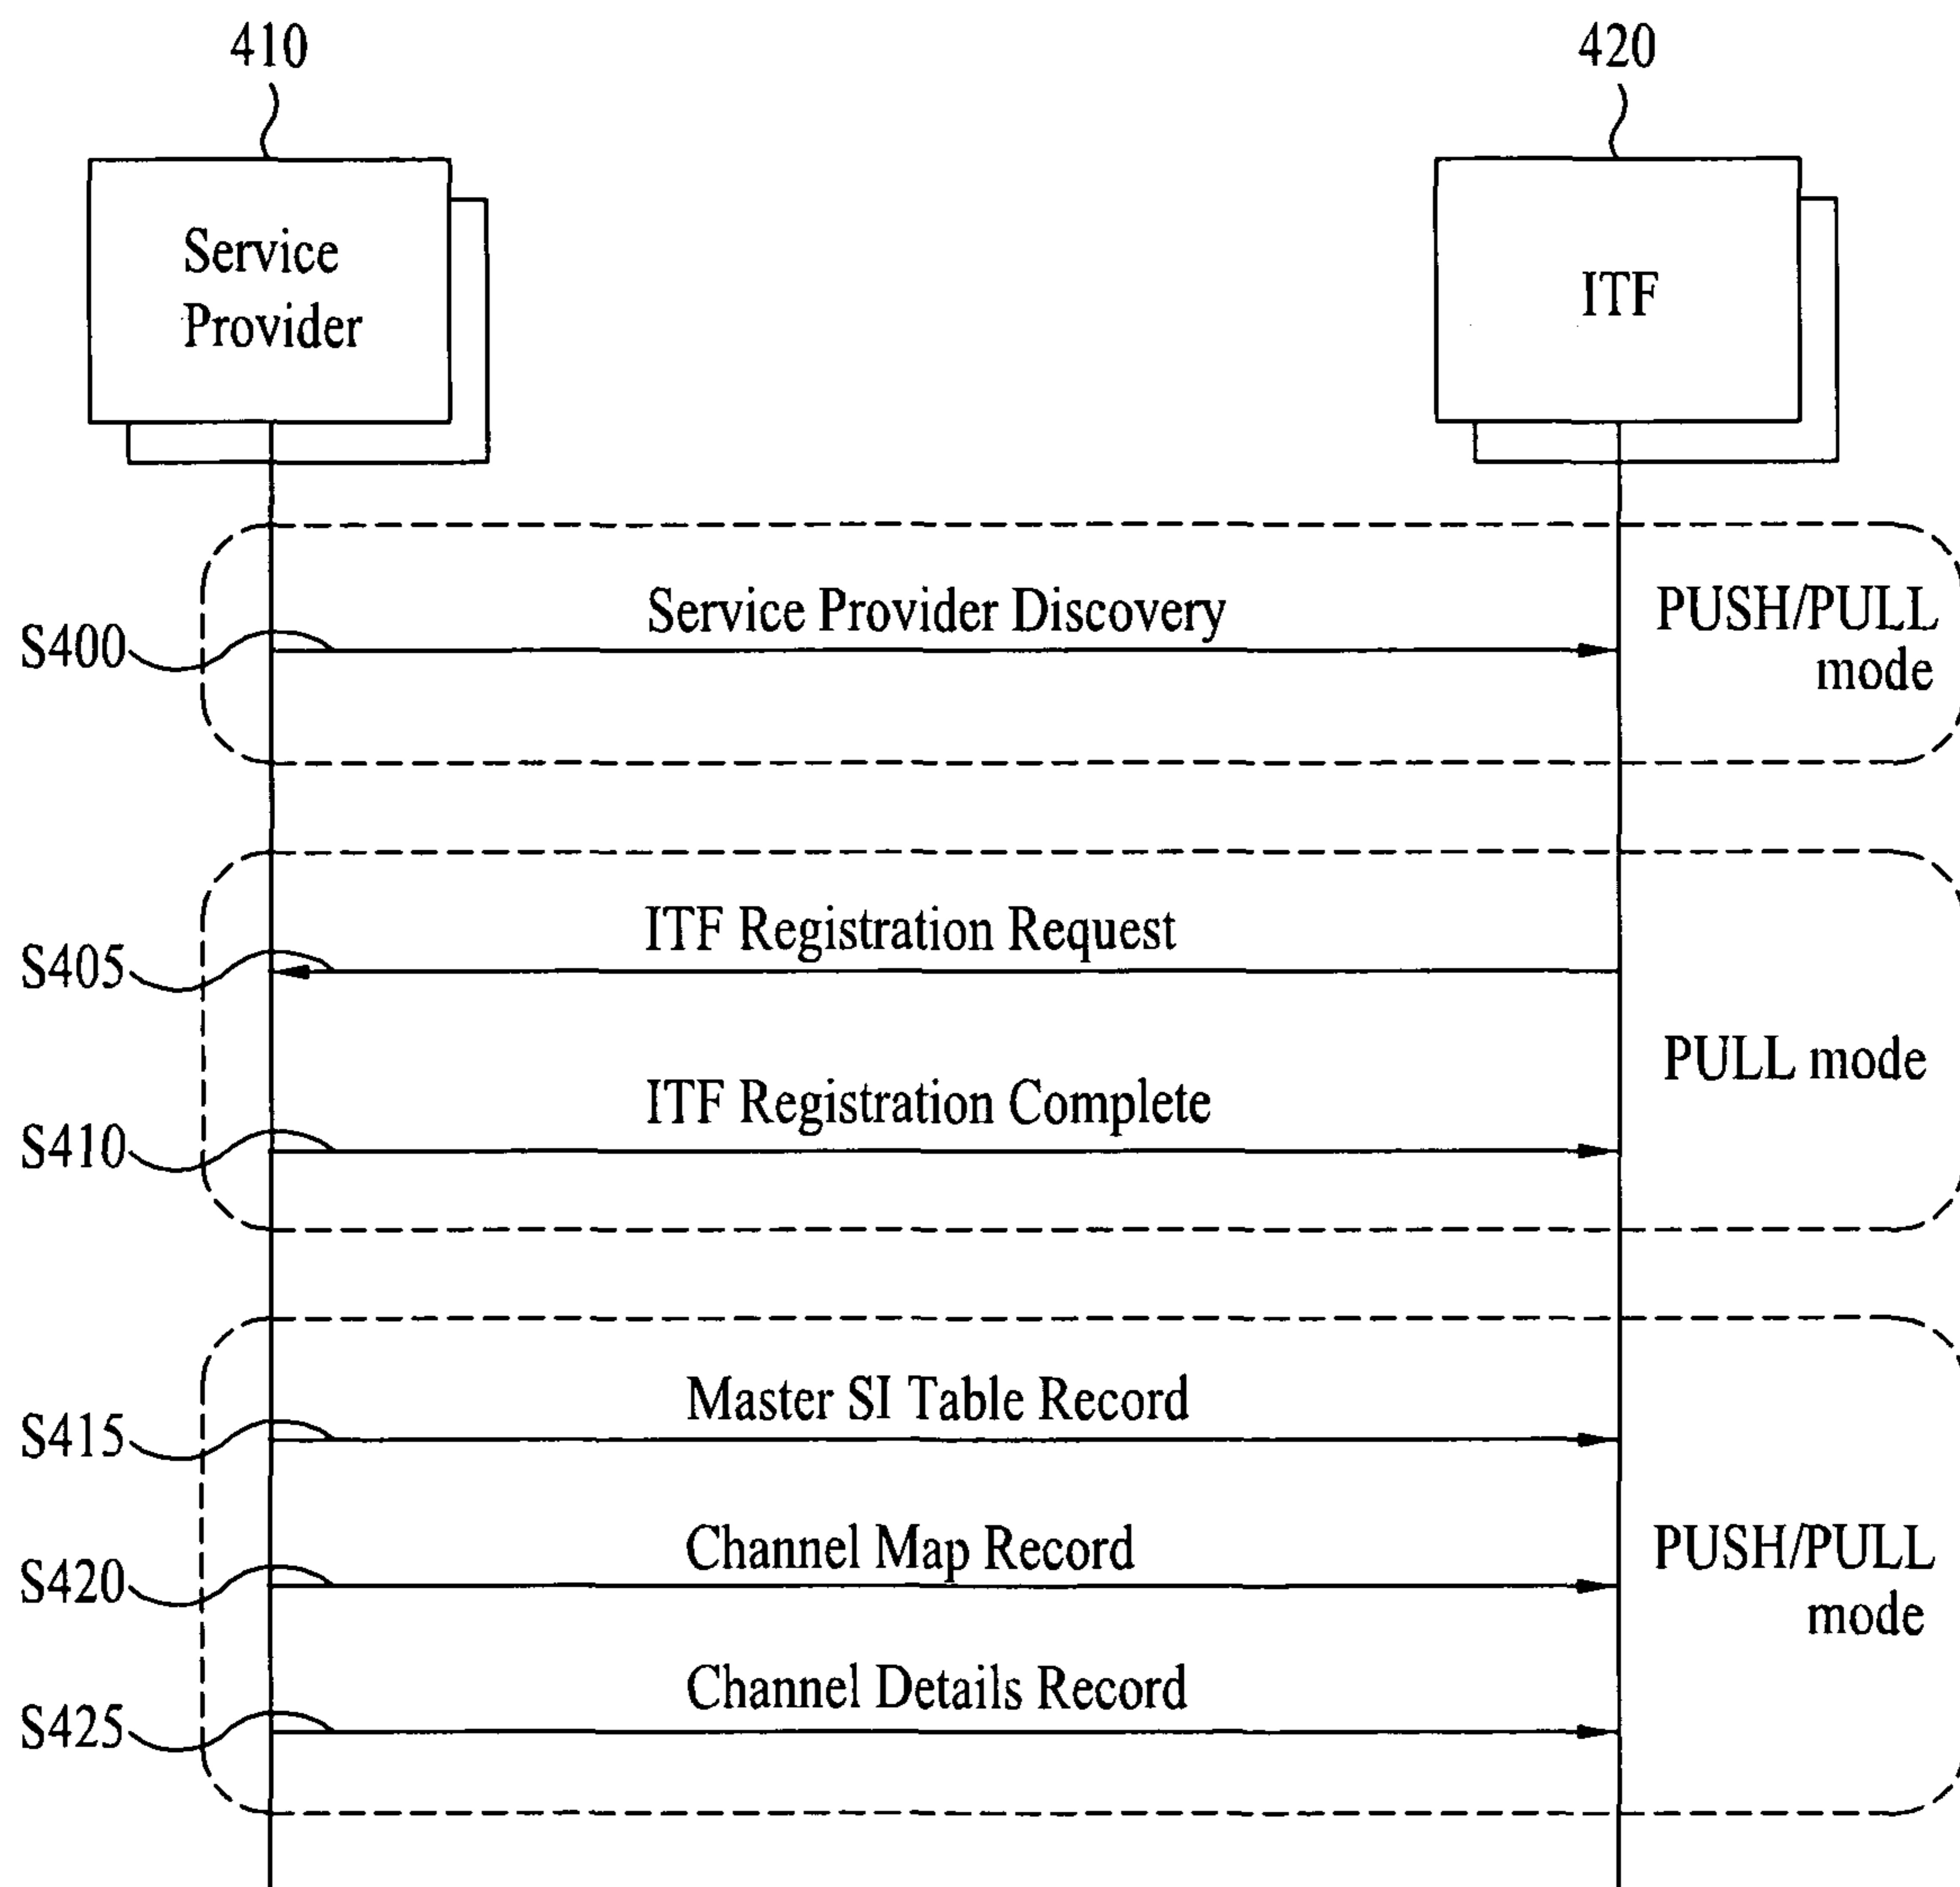 410
420
Service
Provider
ITF
S400
Service Provider Discovery
PUSH/PULL
mode
S405
ITF Registration Request
PULL mode
S410
ITF Registration Complete
S415
Master SI Table Record
S420
Channel Map Record
PUSH/PULL
mode
S425
Channel Details Record